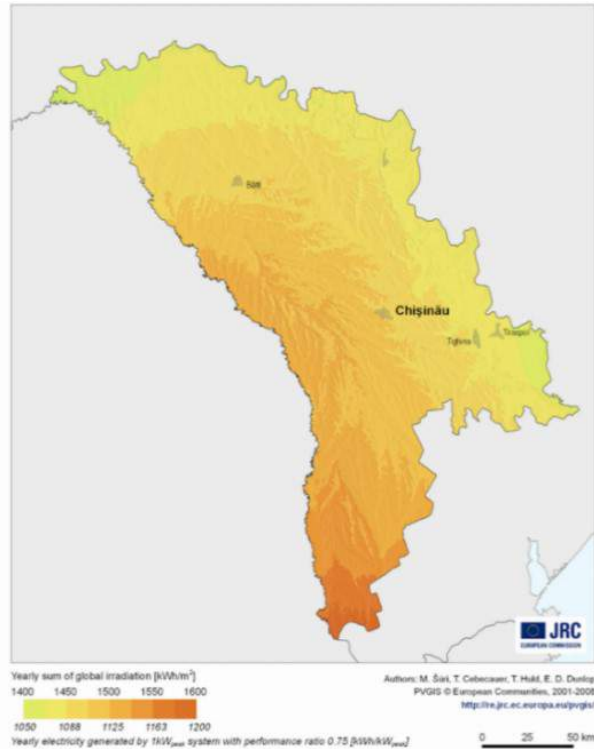 Bălţi
Chişinău
Tighina
Tiraspol
JRC
EUROPEAN COMMISSION
Yearly sum of global irradiation [kWh/m²]
1400 1450 1500 1550 1600
1050 1088 1125 1163 1200
Yearly electricity generated by 1kWpeak system with performance ratio 0.75 [kWh/kWpeak]
Authors: M. Šúri, T. Cebecauer, T. Huld, E. D. Dunlop
PVGIS © European Communities, 2001-2008
http://re.jrc.ec.europa.eu/pvgis/
0 25 50 km